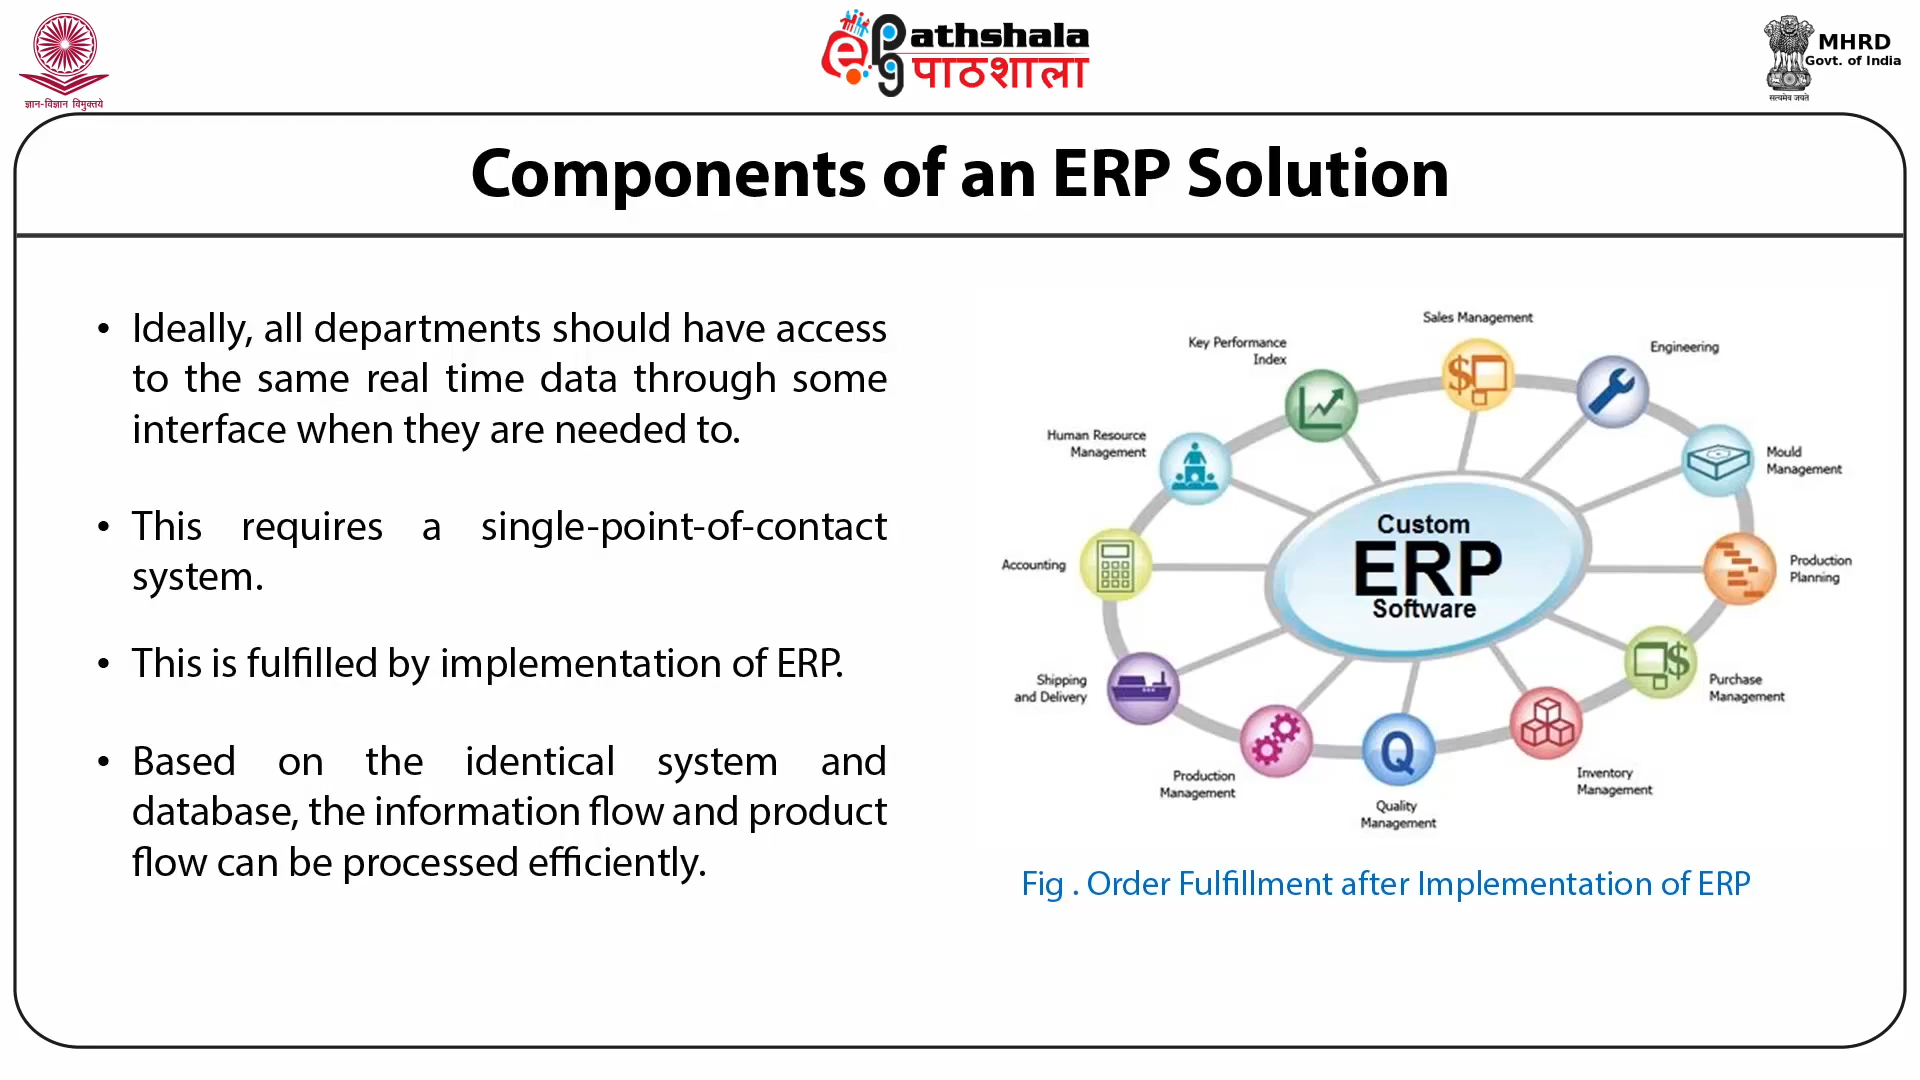 ज्ञान-विज्ञान विमुक्तये
ePathshala
पाठशाला
MHRD
Govt. of India
सत्यमेव जयते
Components of an ERP Solution
• Ideally, all departments should have access
to the same real time data through some
interface when they are needed to.
• This requires a single-point-of-contact
system.
• This is fulfilled by implementation of ERP.
• Based on the identical system and
database, the information flow and product
flow can be processed efficiently.
Sales Management
Key Performance
Index
Engineering
Human Resource
Management
Mould
Management
Custom
ERP
Software
Accounting
Production
Planning
Shipping
and Delivery
Purchase
Management
Production
Management
Q
Quality
Management
Inventory
Management
Fig . Order Fulfillment after Implementation of ERP